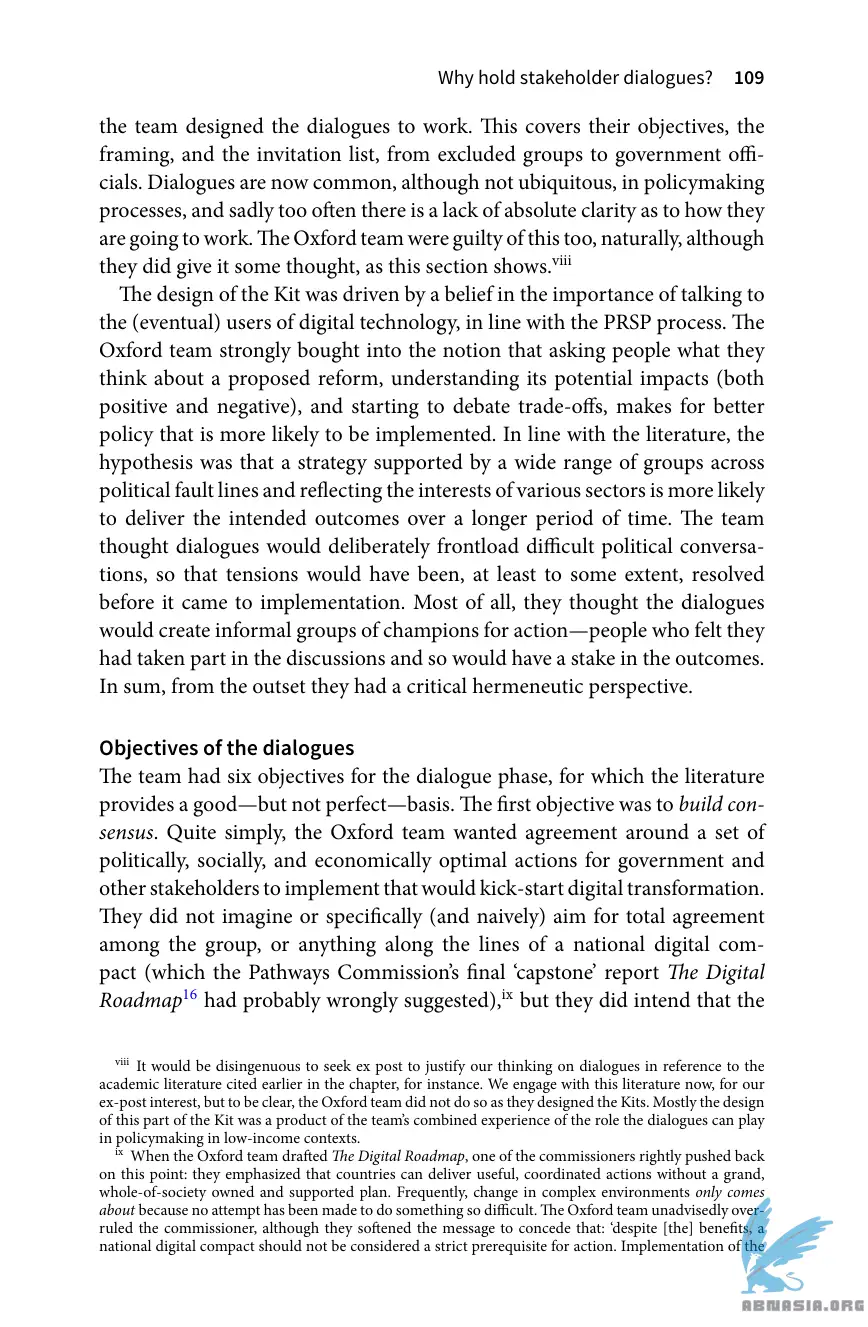 Why hold stakeholder dialogues? 109
the team designed the dialogues to work. This covers their objectives, the
framing, and the invitation list, from excluded groups to government offi-
cials. Dialogues are now common, although not ubiquitous, in policymaking
processes, and sadly too often there is a lack of absolute clarity as to how they
are going to work. The Oxford team were guilty of this too, naturally, although
they did give it some thought, as this section shows.viii
The design of the Kit was driven by a belief in the importance of talking to
the (eventual) users of digital technology, in line with the PRSP process. The
Oxford team strongly bought into the notion that asking people what they
think about a proposed reform, understanding its potential impacts (both
positive and negative), and starting to debate trade-offs, makes for better
policy that is more likely to be implemented. In line with the literature, the
hypothesis was that a strategy supported by a wide range of groups across
political fault lines and reflecting the interests of various sectors is more likely
to deliver the intended outcomes over a longer period of time. The team
thought dialogues would deliberately frontload difficult political conversa-
tions, so that tensions would have been, at least to some extent, resolved
before it came to implementation. Most of all, they thought the dialogues
would create informal groups of champions for action—people who felt they
had taken part in the discussions and so would have a stake in the outcomes.
In sum, from the outset they had a critical hermeneutic perspective.
Objectives of the dialogues
The team had six objectives for the dialogue phase, for which the literature
provides a good—but not perfect—basis. The first objective was to build con-
sensus. Quite simply, the Oxford team wanted agreement around a set of
politically, socially, and economically optimal actions for government and
other stakeholders to implement that would kick-start digital transformation.
They did not imagine or specifically (and naively) aim for total agreement
among the group, or anything along the lines of a national digital com-
pact (which the Pathways Commission’s final ‘capstone’ report The Digital
Roadmap16 had probably wrongly suggested),ix but they did intend that the
viii It would be disingenuous to seek ex post to justify our thinking on dialogues in reference to the
academic literature cited earlier in the chapter, for instance. We engage with this literature now, for our
ex-post interest, but to be clear, the Oxford team did not do so as they designed the Kits. Mostly the design
of this part of the Kit was a product of the team’s combined experience of the role the dialogues can play
in policymaking in low-income contexts.
ix When the Oxford team drafted The Digital Roadmap, one of the commissioners rightly pushed back
on this point: they emphasized that countries can deliver useful, coordinated actions without a grand,
whole-of-society owned and supported plan. Frequently, change in complex environments only comes
about because no attempt has been made to do something so difficult. The Oxford team unadvisedly over-
ruled the commissioner, although they softened the message to concede that: ‘despite [the] benefits, a
national digital compact should not be considered a strict prerequisite for action. Implementation of the
ABNASIA.ORG